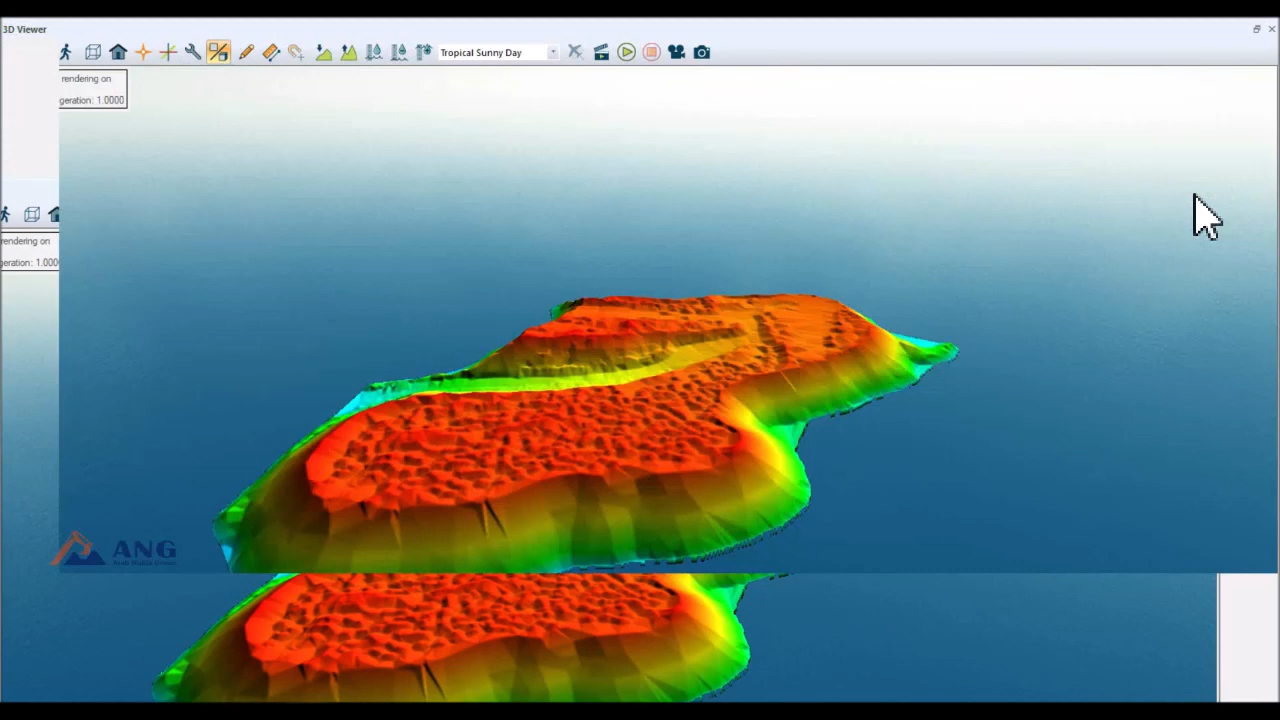 3D Viewer
Tropical Sunny Day
rendering on
geration: 1.0000
rendering on
geration: 1.000
ANG